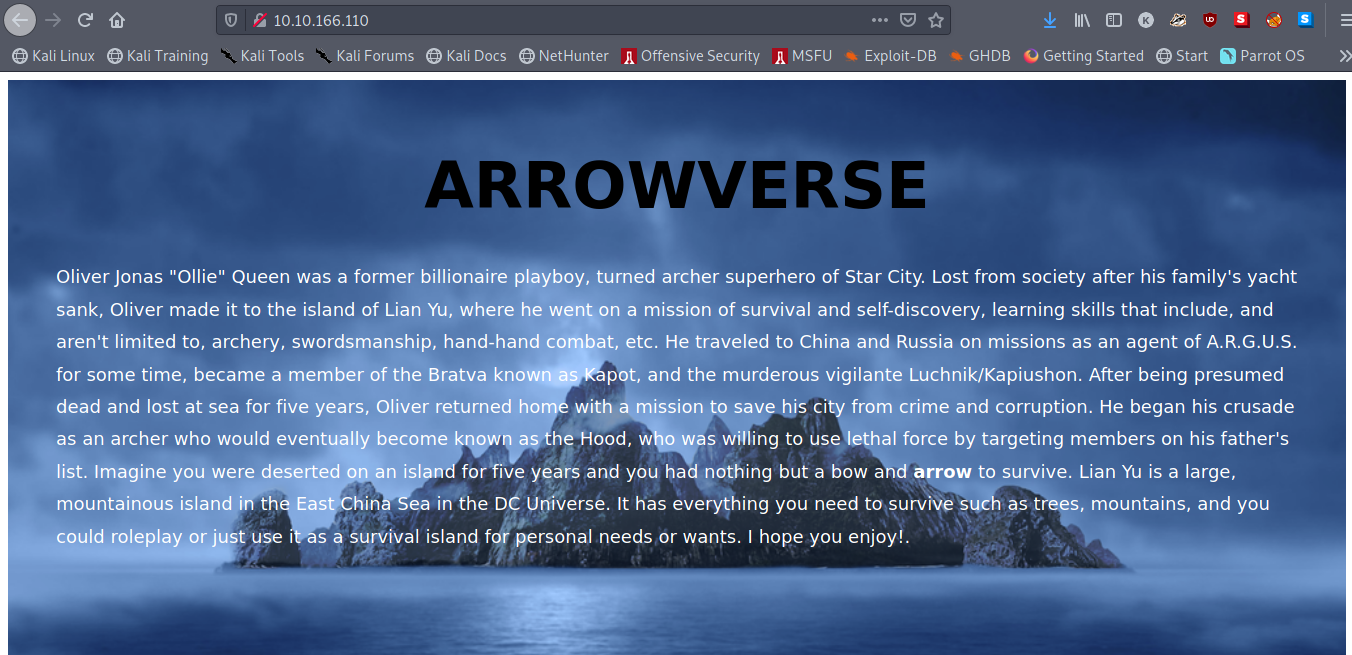 10.10.166.110
Kali Linux Kali Training Kali Tools Kali Forums Kali Docs NetHunter Offensive Security MSFU Exploit-DB GHDB Getting Started Start Parrot OS
ARROWVERSE
Oliver Jonas "Ollie" Queen was a former billionaire playboy, turned archer superhero of Star City. Lost from society after his family's yacht
sank, Oliver made it to the island of Lian Yu, where he went on a mission of survival and self-discovery, learning skills that include, and
aren't limited to, archery, swordsmanship, hand-hand combat, etc. He traveled to China and Russia on missions as an agent of A.R.G.U.S.
for some time, became a member of the Bratva known as Kapot, and the murderous vigilante Luchnik/Kapiushon. After being presumed
dead and lost at sea for five years, Oliver returned home with a mission to save his city from crime and corruption. He began his crusade
as an archer who would eventually become known as the Hood, who was willing to use lethal force by targeting members on his father's
list. Imagine you were deserted on an island for five years and you had nothing but a bow and arrow to survive. Lian Yu is a large,
mountainous island in the East China Sea in the DC Universe. It has everything you need to survive such as trees, mountains, and you
could roleplay or just use it as a survival island for personal needs or wants. I hope you enjoy!.